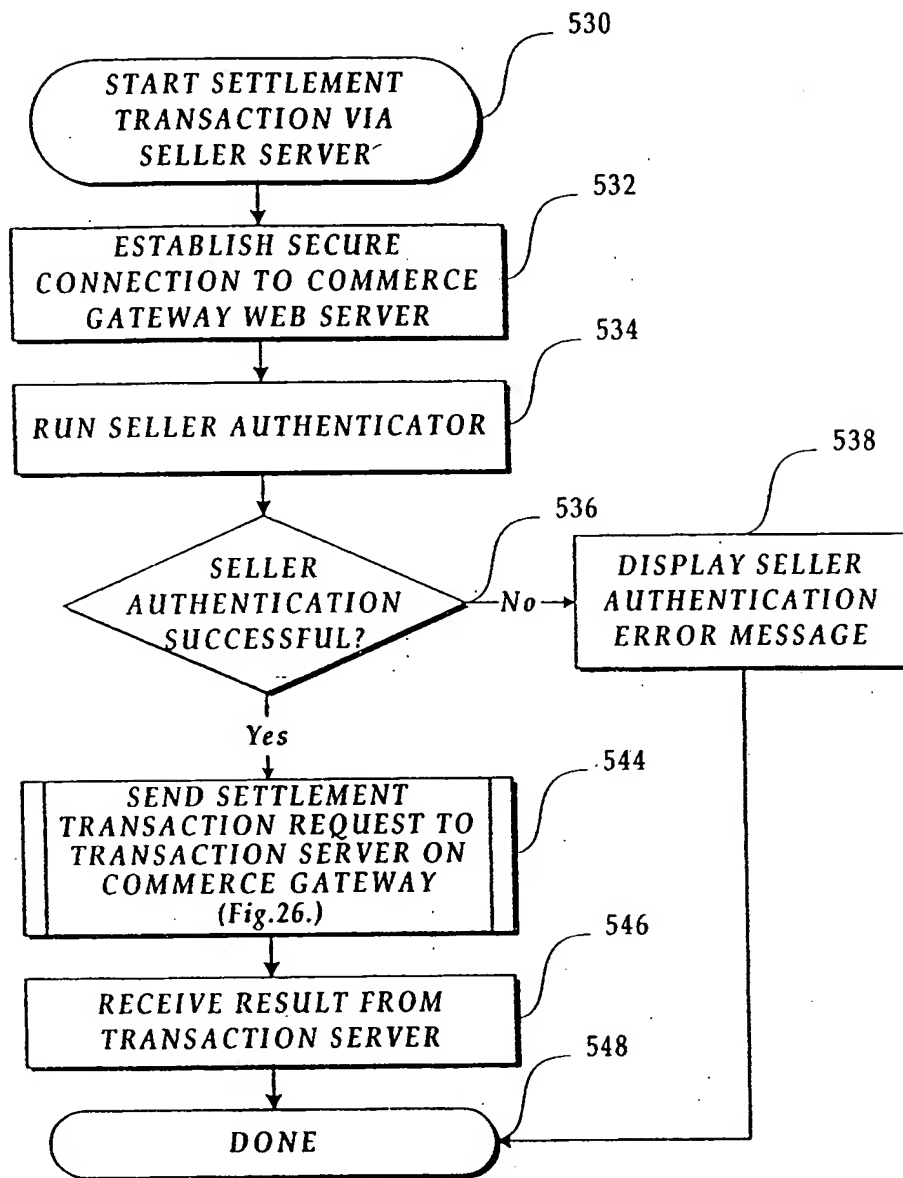 530
START SETTLEMENT
TRANSACTION VIA
SELLER SERVER
532
ESTABLISH SECURE
CONNECTION TO COMMERCE
GATEWAY WEB SERVER
534
RUN SELLER AUTHENTICATOR
536
SELLER
AUTHENTICATION
SUCCESSFUL?
No
538
DISPLAY SELLER
AUTHENTICATION
ERROR MESSAGE
Yes
544
SEND SETTLEMENT
TRANSACTION REQUEST TO
TRANSACTION SERVER ON
COMMERCE GATEWAY
(Fig.26.)
546
RECEIVE RESULT FROM
TRANSACTION SERVER
548
DONE